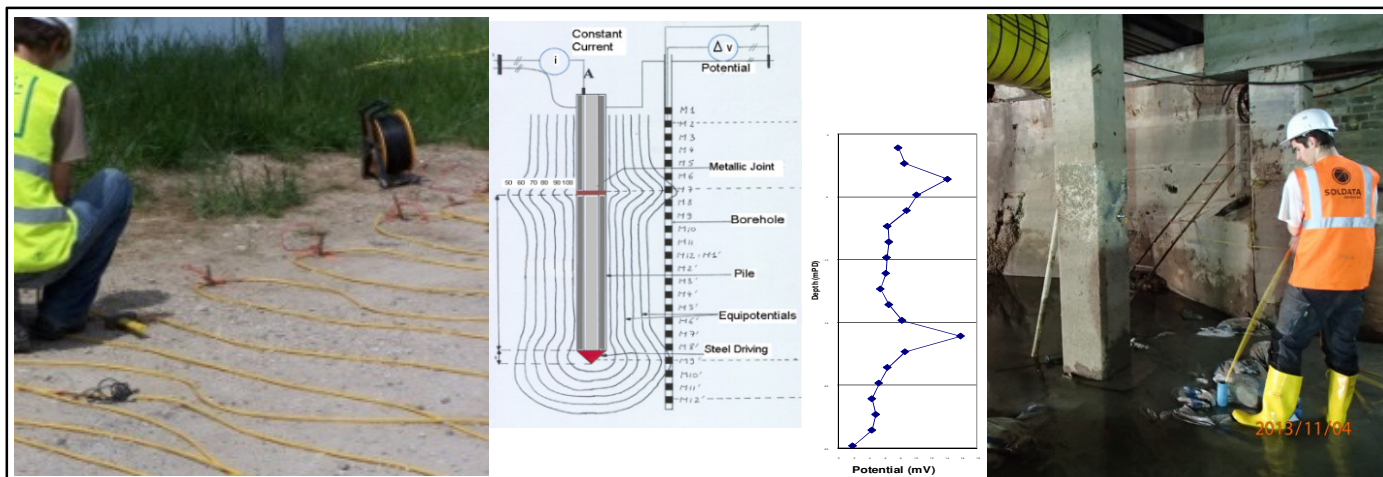 Constant
Current
i
A
Δ v
Potential
M1
M2
M3
M4
M5
M6
Metallic Joint
50 60 70 80 90 100
M7
M8
M9
Borehole
M10
M11
M12=M1'
M2'
Pile
M3'
M4'
M5'
Equipotentials
M6'
M7'
M8'
Steel Driving
M9'
M10'
M11'
M12'
Depth (mPD)
Potential (mV)
SOLDATA
2013/11/04